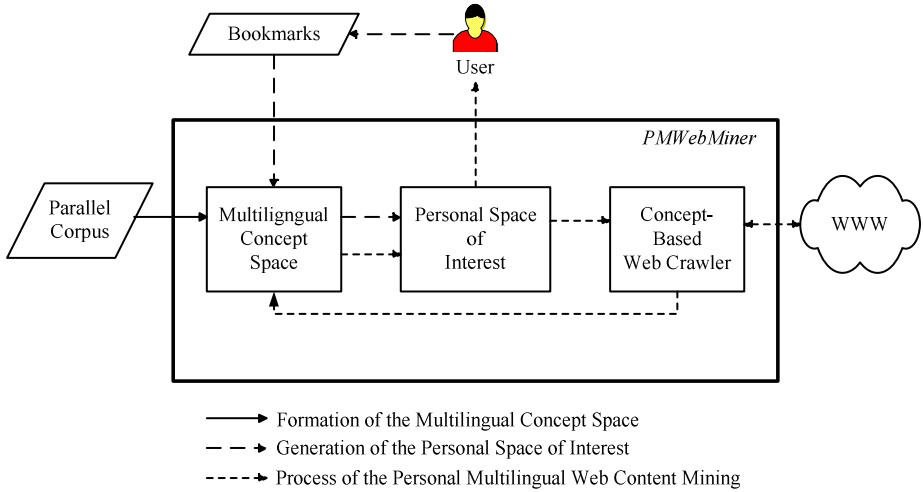 Bookmarks
User
PMWebMiner
Parallel
Corpus
Multiligngual
Concept
Space
Personal Space
of
Interest
Concept-
Based
Web Crawler
WWW
Formation of the Multilingual Concept Space
Generation of the Personal Space of Interest
Process of the Personal Multilingual Web Content Mining